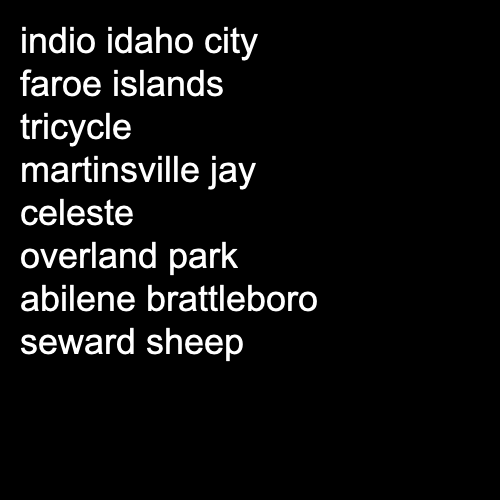 indio idaho city
faroe islands
tricycle
martinsville jay
celeste
overland park
abilene brattleboro
seward sheep